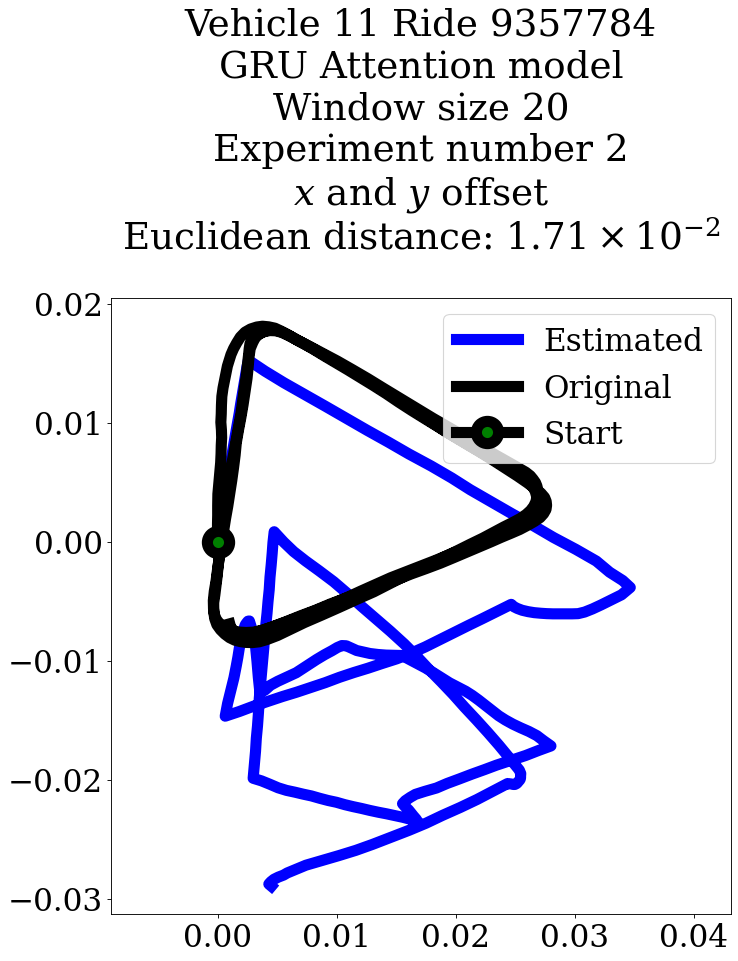 Vehicle 11 Ride 9357784
GRU Attention model
Window size 20
Experiment number 2
x and y offset
Euclidean distance: 1.71 × 10⁻²
0.02
0.01
0.00
−0.01
−0.02
−0.03
Estimated
Original
Start
0.00 0.01 0.02 0.03 0.04